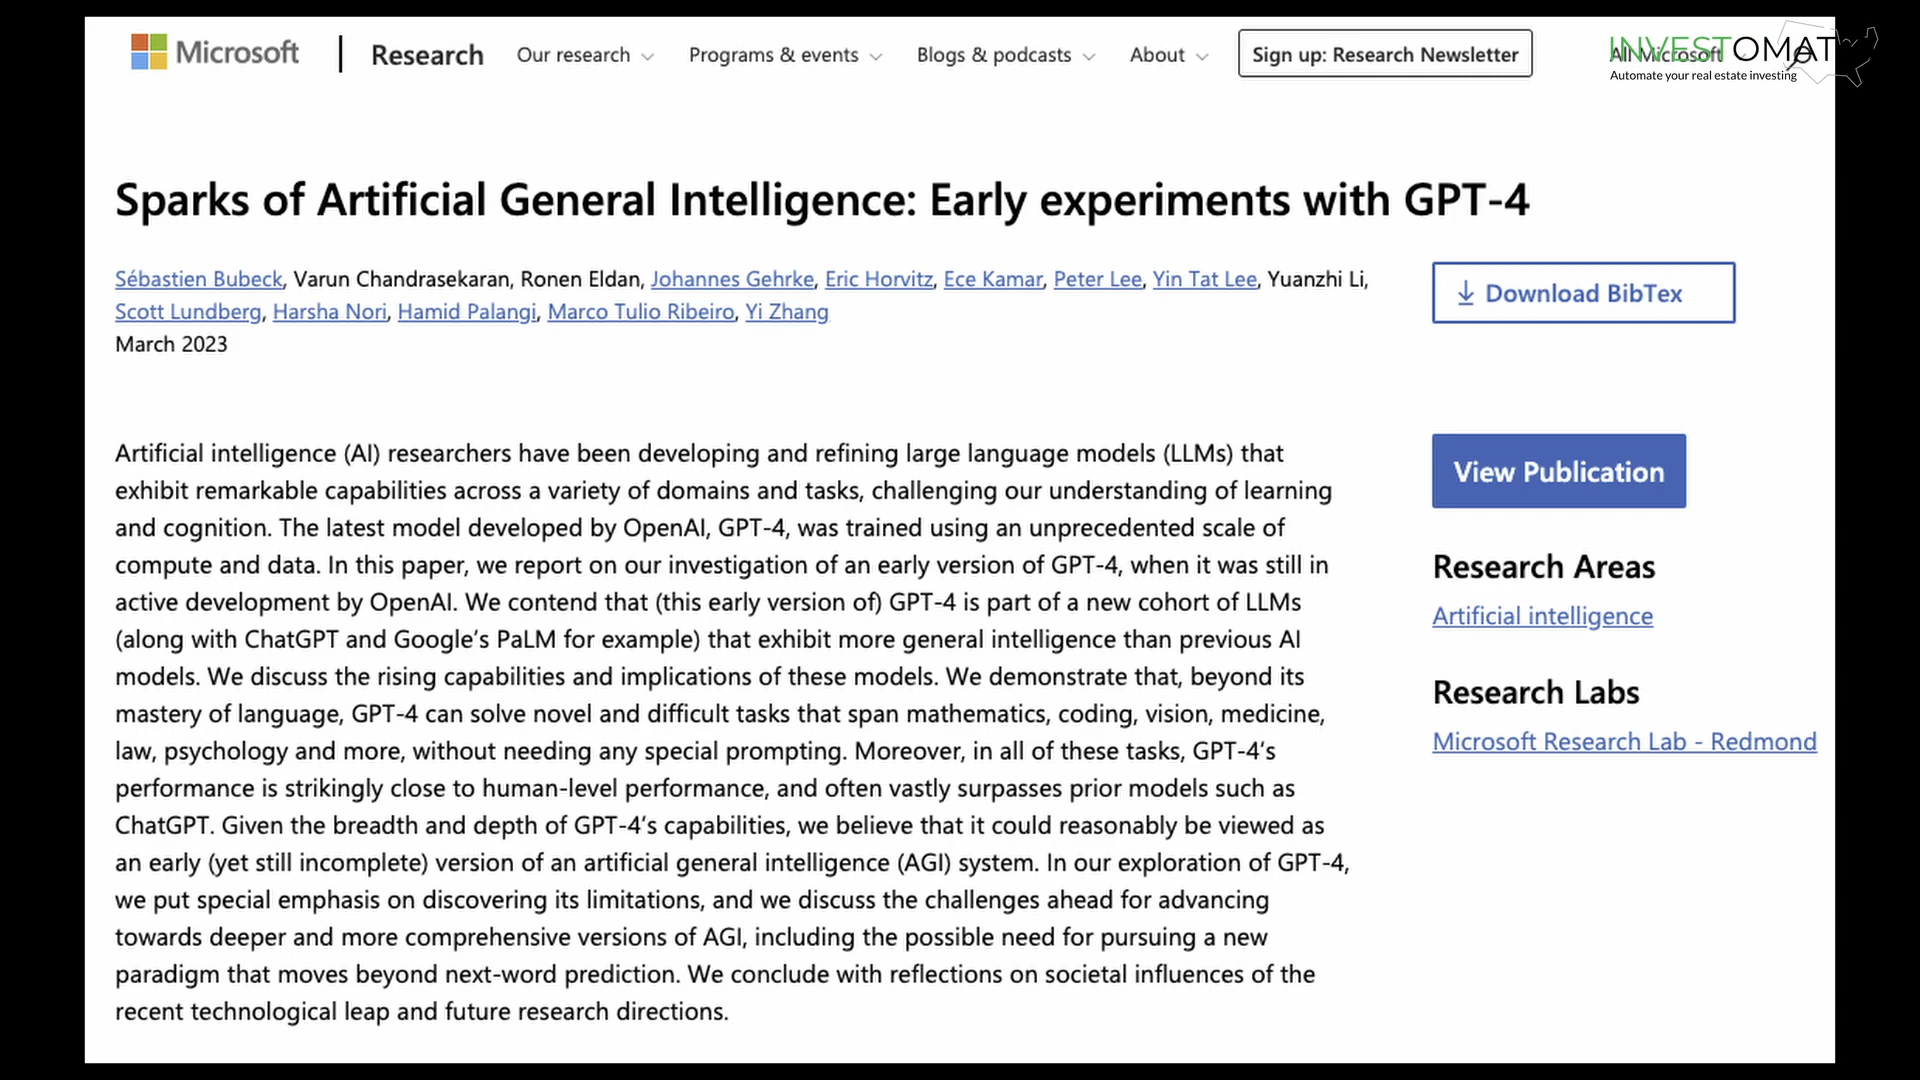 Microsoft
Research
Our research
Programs & events
Blogs & podcasts
About
Sign up: Research Newsletter
All Microsoft
INVESTOMAT
Automate your real estate investing
Sparks of Artificial General Intelligence: Early experiments with GPT-4
Sébastien Bubeck, Varun Chandrasekaran, Ronen Eldan, Johannes Gehrke, Eric Horvitz, Ece Kamar, Peter Lee, Yin Tat Lee, Yuanzhi Li,
Scott Lundberg, Harsha Nori, Hamid Palangi, Marco Tulio Ribeiro, Yi Zhang
March 2023
Download BibTex
Artificial intelligence (AI) researchers have been developing and refining large language models (LLMs) that
exhibit remarkable capabilities across a variety of domains and tasks, challenging our understanding of learning
and cognition. The latest model developed by OpenAI, GPT-4, was trained using an unprecedented scale of
compute and data. In this paper, we report on our investigation of an early version of GPT-4, when it was still in
active development by OpenAI. We contend that (this early version of) GPT-4 is part of a new cohort of LLMs
(along with ChatGPT and Google's PaLM for example) that exhibit more general intelligence than previous AI
models. We discuss the rising capabilities and implications of these models. We demonstrate that, beyond its
mastery of language, GPT-4 can solve novel and difficult tasks that span mathematics, coding, vision, medicine,
law, psychology and more, without needing any special prompting. Moreover, in all of these tasks, GPT-4's
performance is strikingly close to human-level performance, and often vastly surpasses prior models such as
ChatGPT. Given the breadth and depth of GPT-4's capabilities, we believe that it could reasonably be viewed as
an early (yet still incomplete) version of an artificial general intelligence (AGI) system. In our exploration of GPT-4,
we put special emphasis on discovering its limitations, and we discuss the challenges ahead for advancing
towards deeper and more comprehensive versions of AGI, including the possible need for pursuing a new
paradigm that moves beyond next-word prediction. We conclude with reflections on societal influences of the
recent technological leap and future research directions.
View Publication
Research Areas
Artificial intelligence
Research Labs
Microsoft Research Lab - Redmond